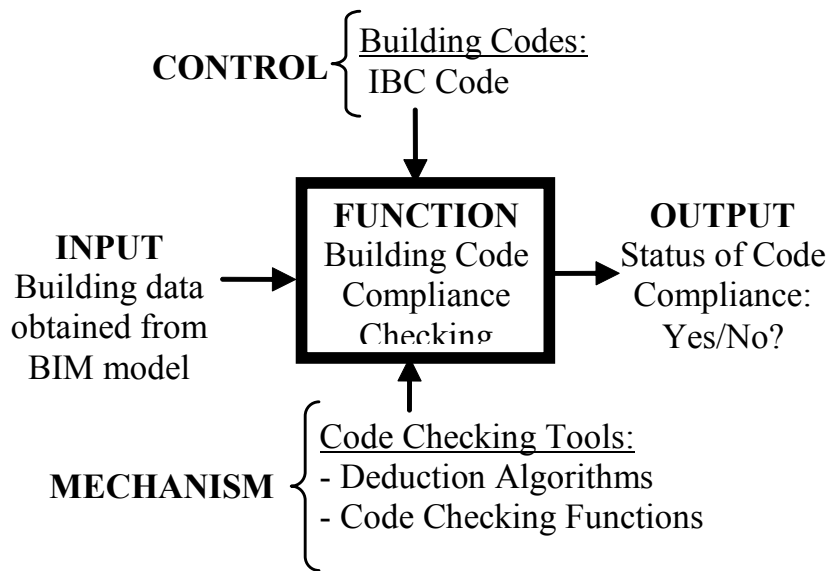 CONTROL
Building Codes:
IBC Code
INPUT
Building data
obtained from
BIM model
FUNCTION
Building Code
Compliance
Checking
OUTPUT
Status of Code
Compliance:
Yes/No?
MECHANISM
Code Checking Tools:
- Deduction Algorithms
- Code Checking Functions